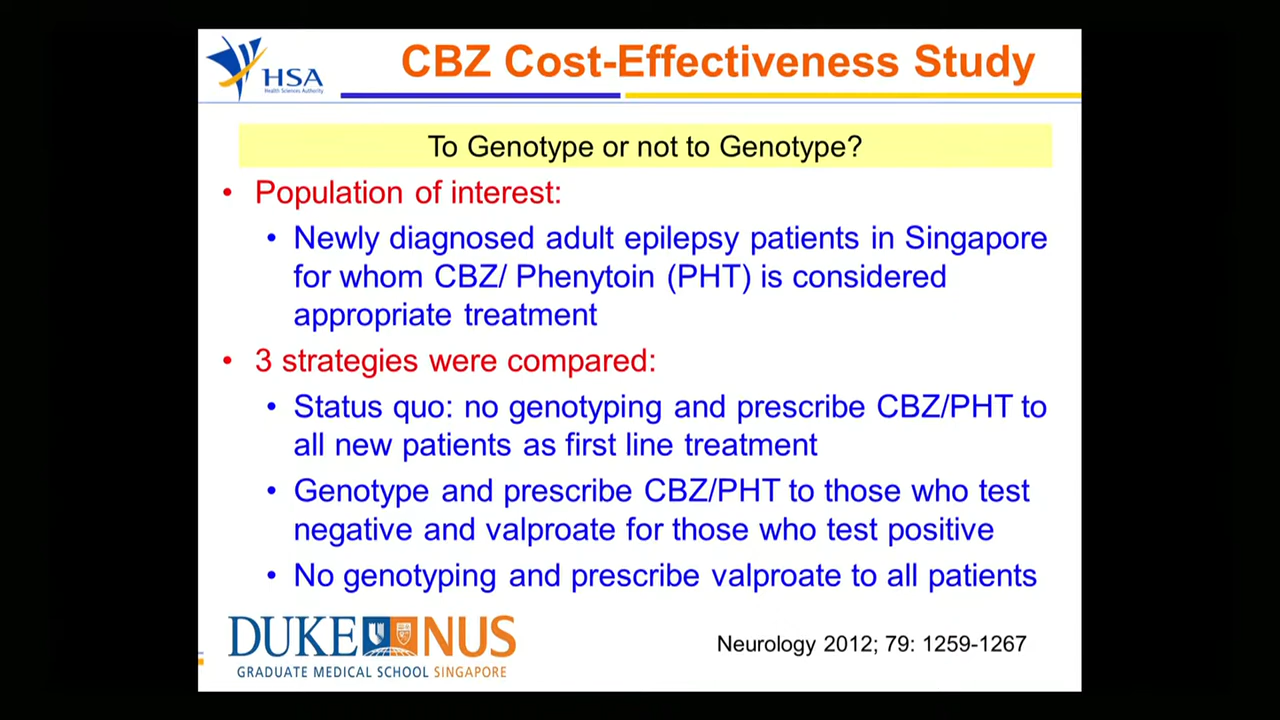 HSA
Health Sciences Authority
CBZ Cost-Effectiveness Study
To Genotype or not to Genotype?
• Population of interest:
• Newly diagnosed adult epilepsy patients in Singapore
for whom CBZ/ Phenytoin (PHT) is considered
appropriate treatment
• 3 strategies were compared:
• Status quo: no genotyping and prescribe CBZ/PHT to
all new patients as first line treatment
• Genotype and prescribe CBZ/PHT to those who test
negative and valproate for those who test positive
• No genotyping and prescribe valproate to all patients
DUKE NUS
GRADUATE MEDICAL SCHOOL SINGAPORE
Neurology 2012; 79: 1259-1267